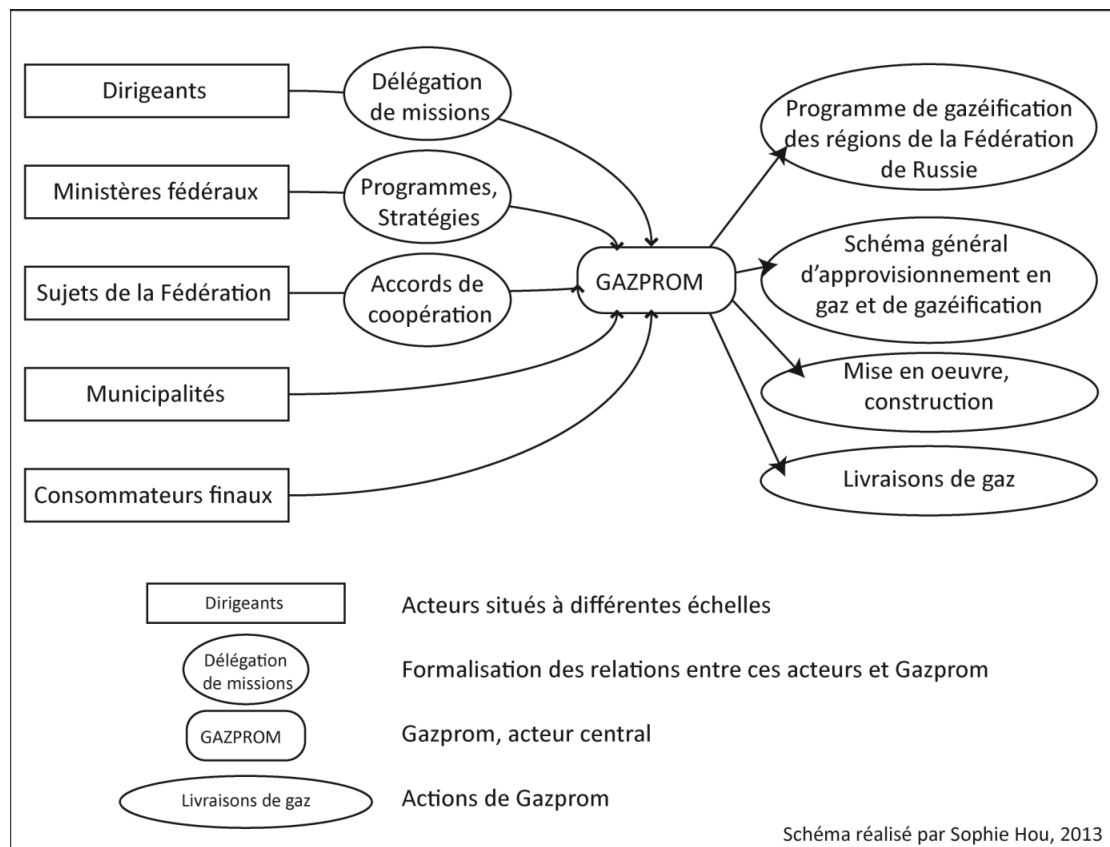 Dirigeants
Délégation
de missions
Programme de gazéification
des régions de la Fédération
de Russie
Ministères fédéraux
Programmes,
Stratégies
Schéma général
d'approvisionnement en
gaz et de gazéification
GAZPROM
Sujets de la Fédération
Accords de
coopération
Mise en oeuvre,
construction
Municipalités
Livraisons de gaz
Consommateurs finaux
Dirigeants
Acteurs situés à différentes échelles
Délégation
de missions
Formalisation des relations entre ces acteurs et Gazprom
GAZPROM
Gazprom, acteur central
Livraisons de gaz
Actions de Gazprom
Schéma réalisé par Sophie Hou, 2013